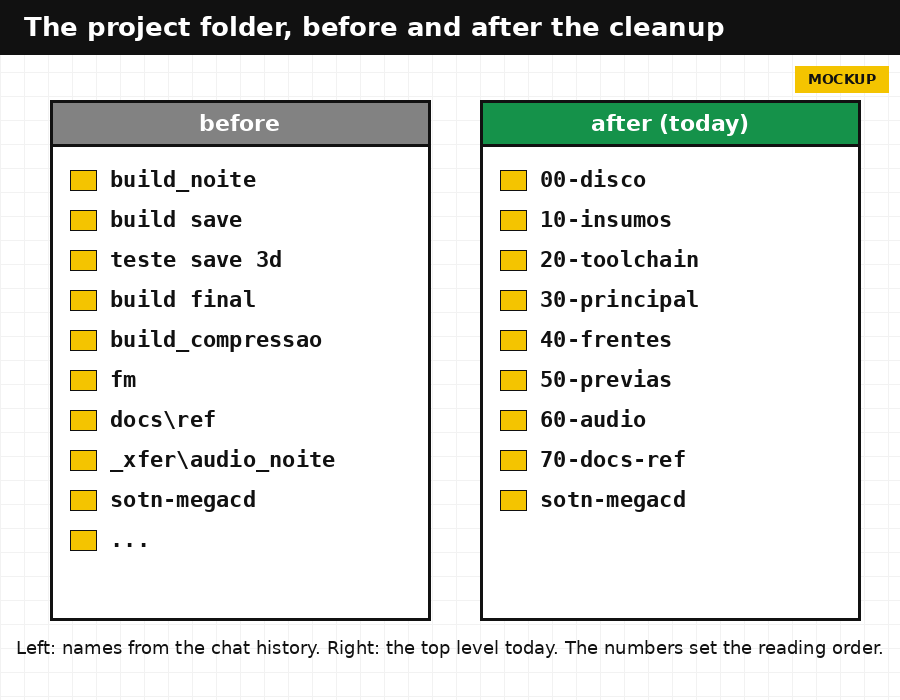 The project folder, before and after the cleanup
MOCKUP
before
build_noite
build save
teste save 3d
build final
build_compressao
fm
docs\ref
_xfer\audio_noite
sotn-megacd
...
after (today)
00-disco
10-insumos
20-toolchain
30-principal
40-frentes
50-previas
60-audio
70-docs-ref
sotn-megacd
Left: names from the chat history. Right: the top level today. The numbers set the reading order.